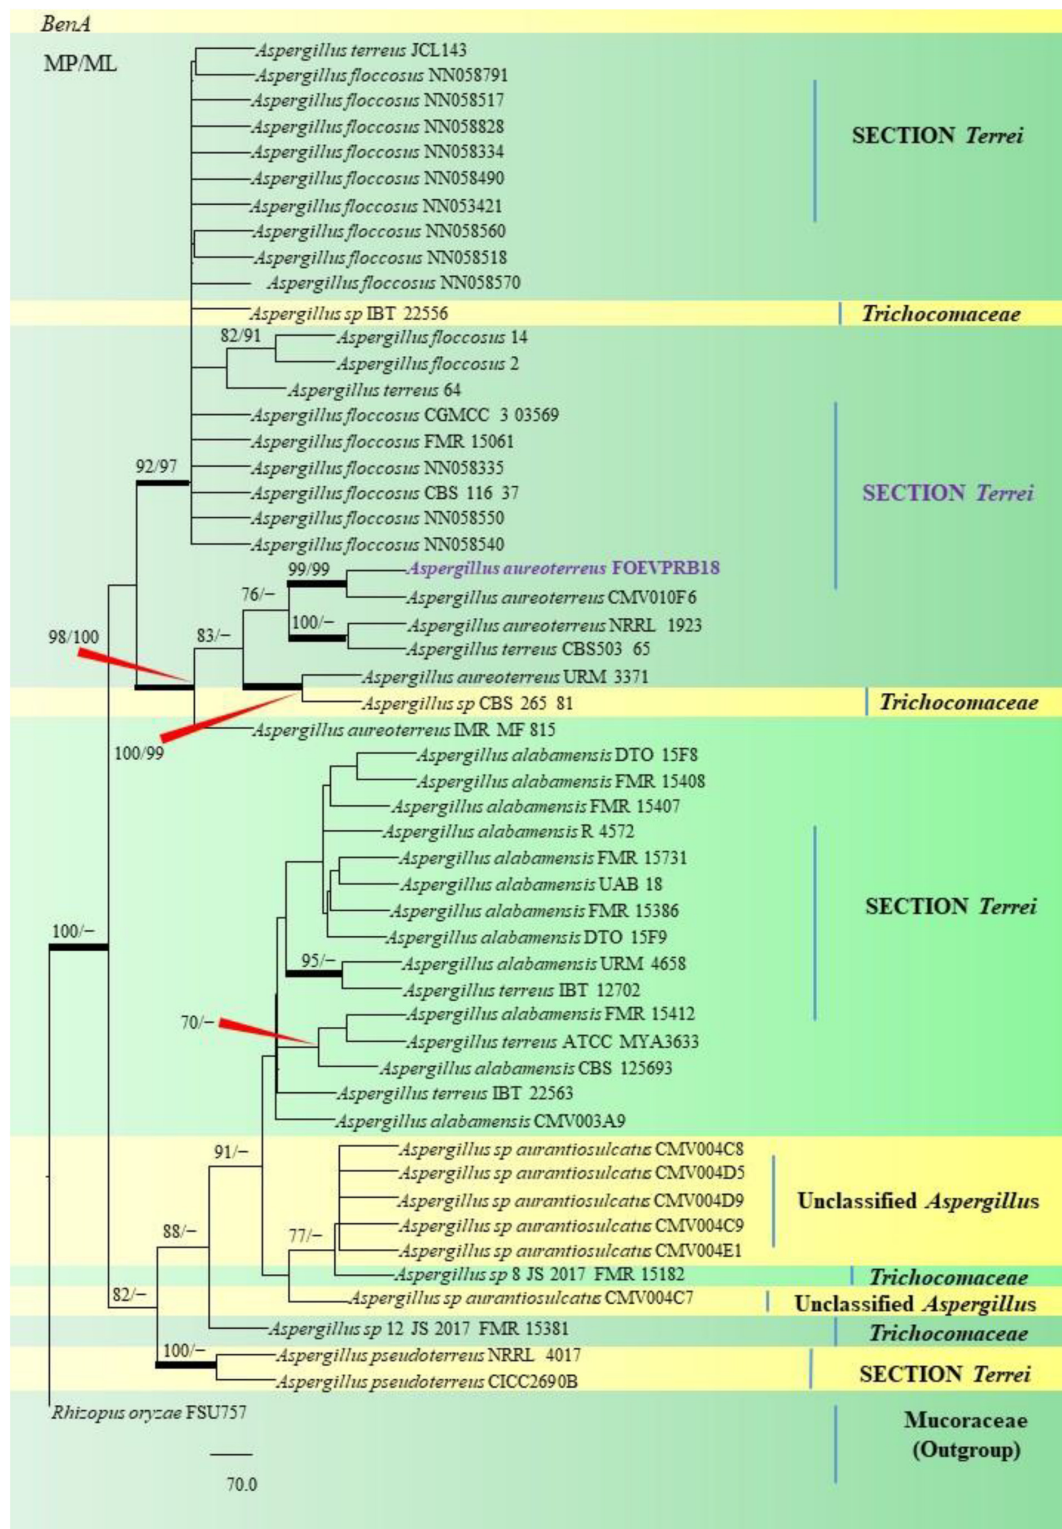 BenA
MP/ML
Aspergillus terreus JCL143
Aspergillus floccosus NN058791
Aspergillus floccosus NN058517
Aspergillus floccosus NN058828
SECTION Terrei
Aspergillus floccosus NN058334
Aspergillus floccosus NN058490
Aspergillus floccosus NN053421
Aspergillus floccosus NN058560
Aspergillus floccosus NN058518
Aspergillus floccosus NN058570
Aspergillus sp IBT 22556
Trichocomaceae
82/91
Aspergillus floccosus 14
Aspergillus floccosus 2
Aspergillus terreus 64
Aspergillus floccosus CGMCC 3 03569
Aspergillus floccosus FMR 15061
92/97
Aspergillus floccosus NN058335
Aspergillus floccosus CBS 116 37
SECTION Terrei
Aspergillus floccosus NN058550
Aspergillus floccosus NN058540
99/99
Aspergillus aureoterreus FOEVPRB18
76/–
Aspergillus aureoterreus CMV010F6
100/–
Aspergillus aureoterreus NRRL 1923
98/100
83/–
Aspergillus terreus CBS503 65
Aspergillus aureoterreus URM 3371
Aspergillus sp CBS 265 81
Trichocomaceae
Aspergillus aureoterreus IMR MF 815
100/99
Aspergillus alabamensis DTO 15F8
Aspergillus alabamensis FMR 15408
Aspergillus alabamensis FMR 15407
Aspergillus alabamensis R 4572
Aspergillus alabamensis FMR 15731
Aspergillus alabamensis UAB 18
Aspergillus alabamensis FMR 15386
SECTION Terrei
100/–
Aspergillus alabamensis DTO 15F9
95/–
Aspergillus alabamensis URM 4658
Aspergillus terreus IBT 12702
Aspergillus alabamensis FMR 15412
70/–
Aspergillus terreus ATCC MYA3633
Aspergillus alabamensis CBS 125693
Aspergillus terreus IBT 22563
Aspergillus alabamensis CMV003A9
91/–
Aspergillus sp aurantiosulcatus CMV004C8
Aspergillus sp aurantiosulcatus CMV004D5
Aspergillus sp aurantiosulcatus CMV004D9
Unclassified Aspergillus
88/–
77/–
Aspergillus sp aurantiosulcatus CMV004C9
Aspergillus sp aurantiosulcatus CMV004E1
Aspergillus sp 8 JS 2017 FMR 15182
Trichocomaceae
82/–
Aspergillus sp aurantiosulcatus CMV004C7
Unclassified Aspergillus
Aspergillus sp 12 JS 2017 FMR 15381
Trichocomaceae
100/–
Aspergillus pseudoterreus NRRL 4017
Aspergillus pseudoterreus CICC2690B
SECTION Terrei
Rhizopus oryzae FSU757
Mucoraceae
(Outgroup)
70.0